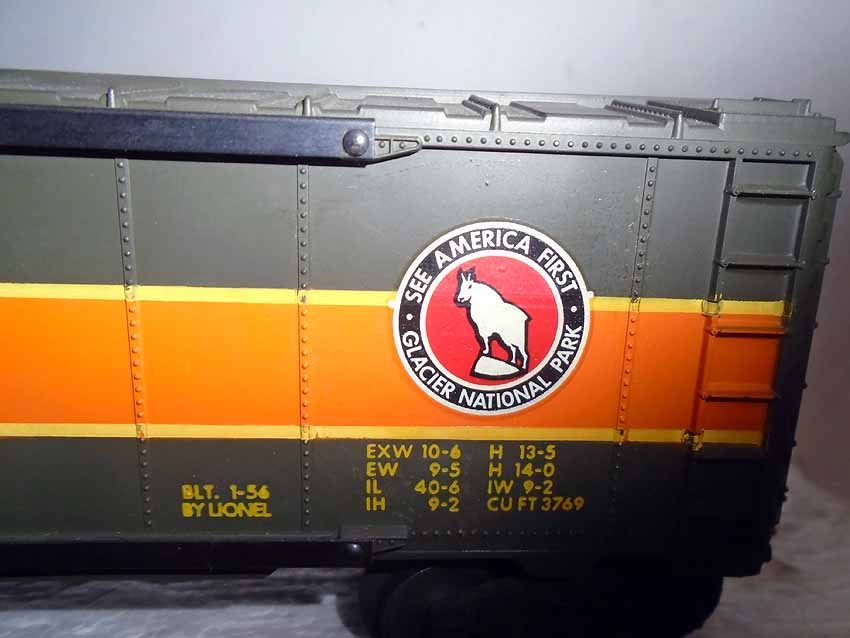 SEE AMERICA FIRST
GLACIER NATIONAL PARK
EXW 10-6 H 13-5
EW 9-5 H 14-0
IL 40-6 IW 9-2
IH 9-2 CU FT 3769
BLT. 1-56
BY LIONEL